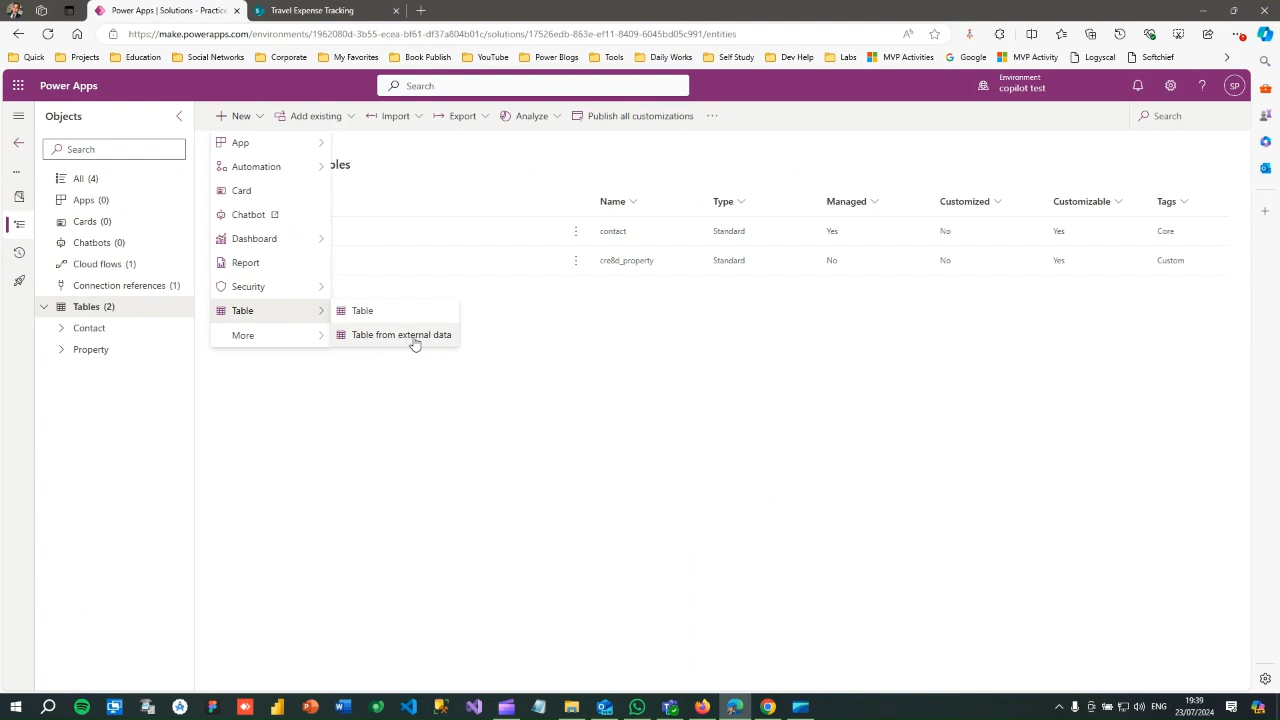 Power Apps | Solutions - Practice
Travel Expense Tracking
https://make.powerapps.com/environments/1962080d-3b55-ecea-bf61-df37a804b01c/solutions/17526edb-863e-ef11-8409-6045bd05c991/entities
Quick Projects Education Social Networks Corporate My Favorites Book Publish YouTube Power Blogs Tools Daily Works Self Study Dev Help Labs MVP Activities Google MVP Activity Logyscal Softchief
Power Apps
Search
Environment
copilot test
SP
Objects
New Add existing Import Export Analyze Publish all customizations
Search
Search
All (4)
Apps (0)
Cards (0)
Chatbots (0)
Cloud flows (1)
Connection references (1)
Tables (2)
Contact
Property
App
Automation
Card
Chatbot
Dashboard
Report
Security
Table
More
Table
Table from external data
bles
Name Type Managed Customized Customizable Tags
contact Standard Yes No Yes Core
cre8d_property Standard No No Yes Custom
ENG
19:39
23/07/2024